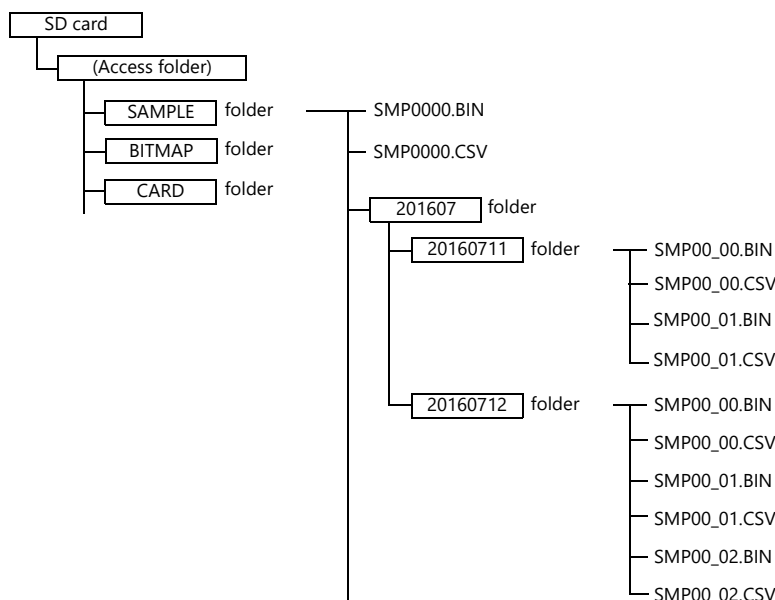 SD card
(Access folder)
SAMPLE folder
BITMAP folder
CARD folder
SMP0000.BIN
SMP0000.CSV
201607 folder
20160711 folder
SMP00_00.BIN
SMP00_00.CSV
SMP00_01.BIN
SMP00_01.CSV
20160712 folder
SMP00_00.BIN
SMP00_00.CSV
SMP00_01.BIN
SMP00_01.CSV
SMP00_02.BIN
SMP00_02.CSV